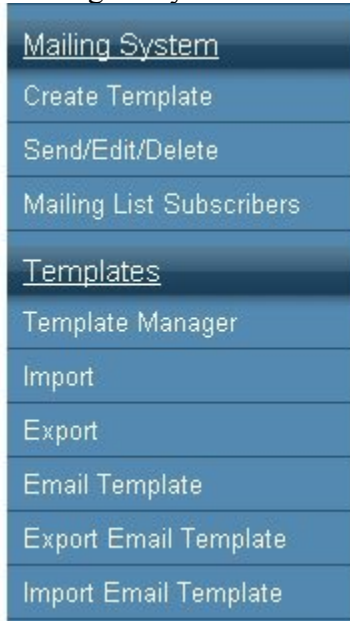 Mailing System
Create Template
Send/Edit/Delete
Mailing List Subscribers
Templates
Template Manager
Import
Export
Email Template
Export Email Template
Import Email Template